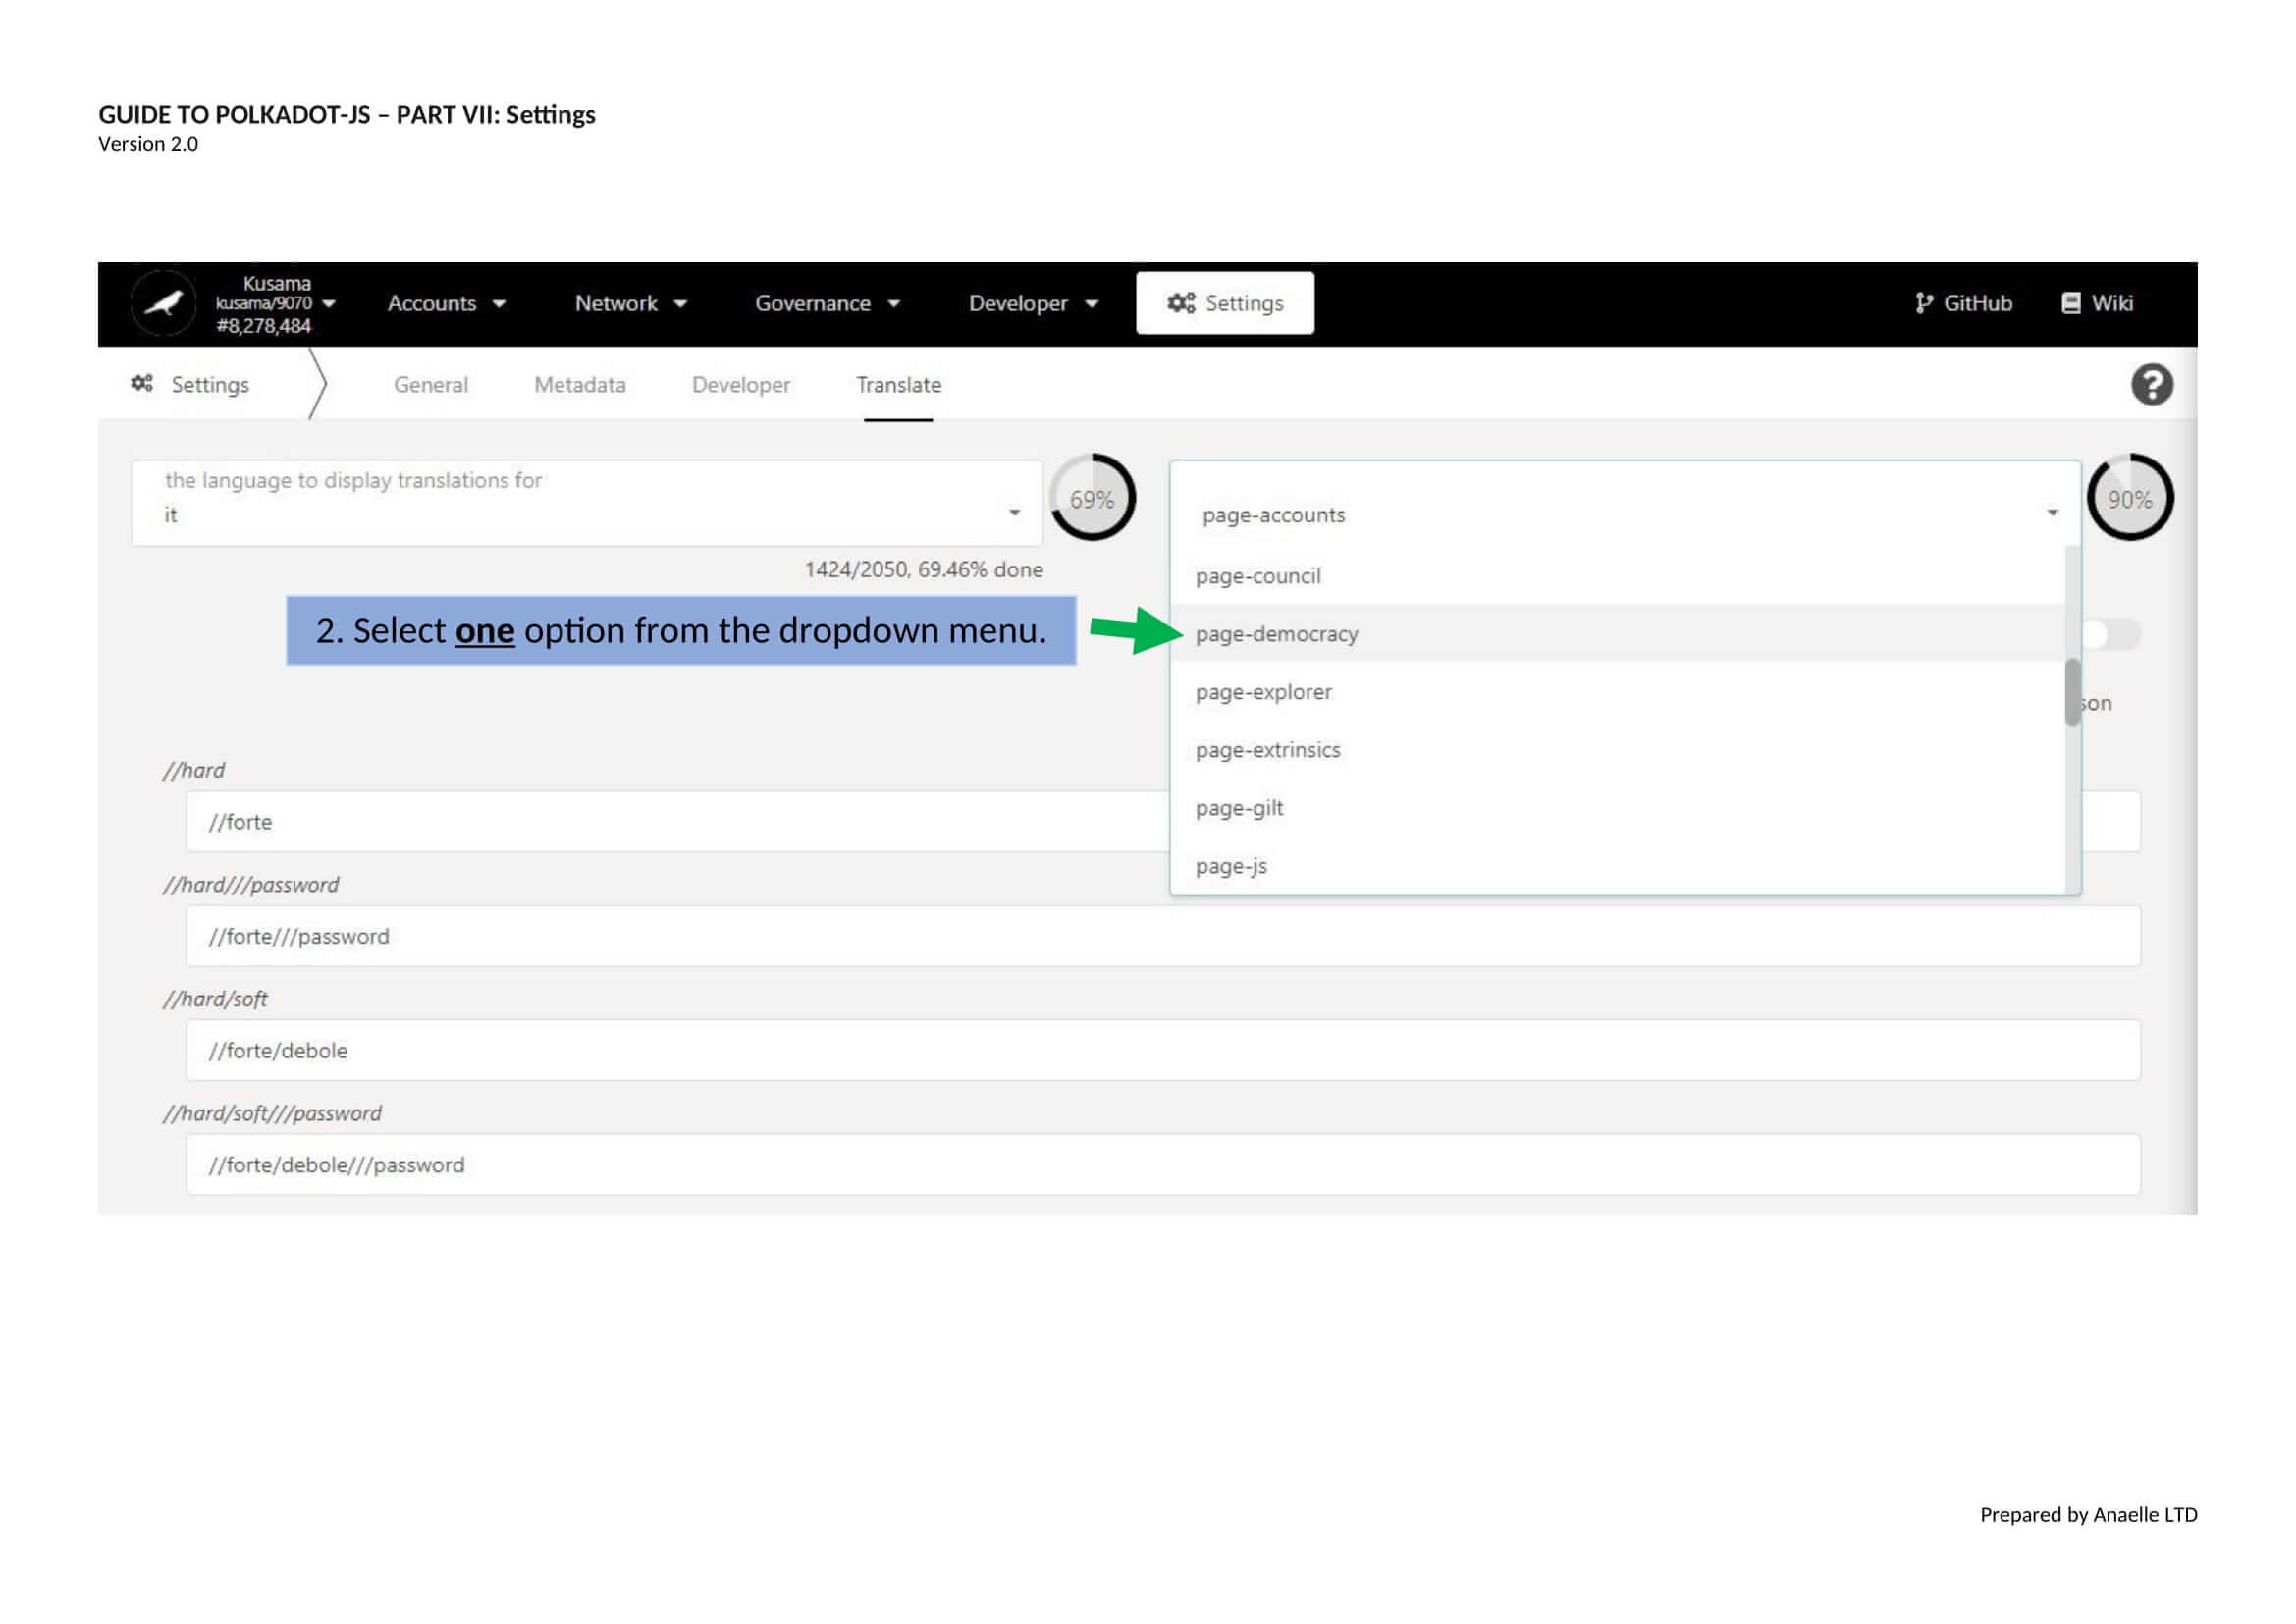 GUIDE TO POLKADOT-JS – PART VII: Settings
Version 2.0
Kusama
kusama/9070
#8,278,484
Accounts
Network
Governance
Developer
Settings
GitHub
Wiki
Settings
General
Metadata
Developer
Translate
the language to display translations for
it
69%
1424/2050, 69.46% done
page-accounts
90%
page-council
page-democracy
page-explorer
page-extrinsics
page-gilt
page-js
2. Select one option from the dropdown menu.
//hard
//forte
//hard///password
//forte///password
//hard/soft
//forte/debole
//hard/soft///password
//forte/debole///password
Prepared by Anaelle LTD